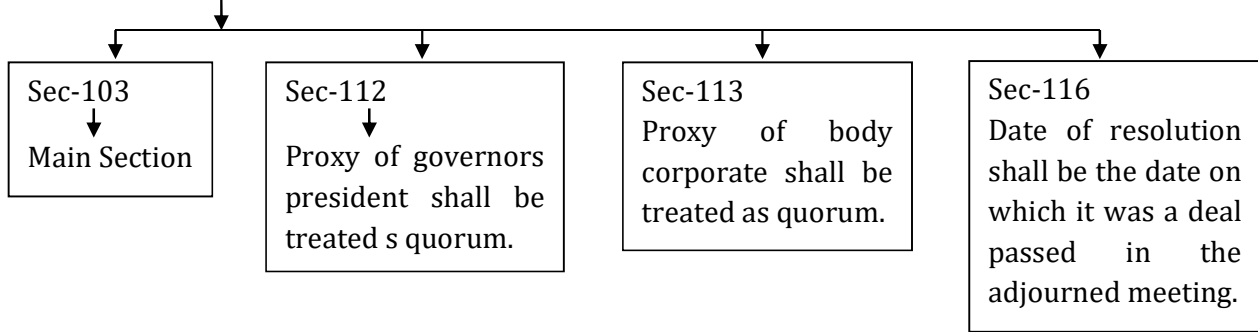 Sec-103
Main Section
Sec-112
Proxy of governors
president shall be
treated s quorum.
Sec-113
Proxy of body
corporate shall be
treated as quorum.
Sec-116
Date of resolution
shall be the date on
which it was a deal
passed in the
adjourned meeting.